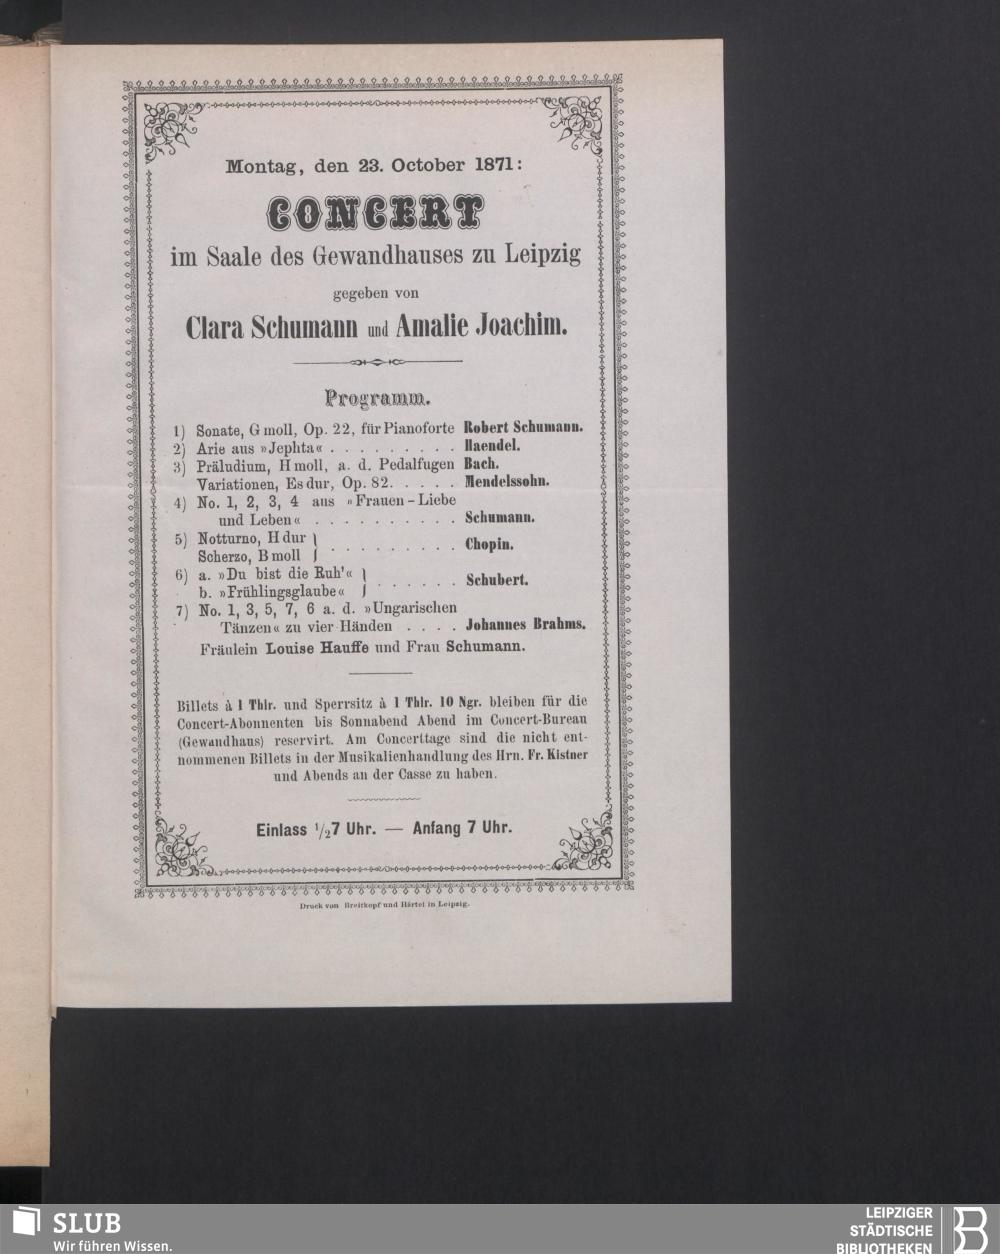 Montag, den 23. October 1871:
CONCERT
im Saale des Gewandhauses zu Leipzig
gegeben von
Clara Schumann und Amalie Joachim.
Programm.
1) Sonate, G moll, Op. 22, für Pianoforte Robert Schumann.
2) Arie aus »Jephta« . . . . . . . . . Haendel.
3) Präludium, H moll, a. d. Pedalfugen Bach.
Variationen, Es dur, Op. 82. . . . . Mendelssohn.
4) No. 1, 2, 3, 4 aus »Frauen-Liebe
und Leben« . . . . . . . . . . Schumann.
5) Notturno, H dur
Scherzo, B moll } . . . . . . . . . Chopin.
6) a. »Du bist die Ruh'«
b. »Frühlingsglaube« } . . . . . . Schubert.
7) No. 1, 3, 5, 7, 6 a. d. »Ungarischen
Tänzen« zu vier Händen . . . . Johannes Brahms.
Fräulein Louise Hauffe und Frau Schumann.
Billets à 1 Thlr. und Sperrsitz à 1 Thlr. 10 Ngr. bleiben für die
Concert-Abonnenten bis Sonnabend Abend im Concert-Bureau
(Gewandhaus) reservirt. Am Concerttage sind die nicht ent-
nommenen Billets in der Musikalienhandlung des Hrn. Fr. Kistner
und Abends an der Casse zu haben.
Einlass 1/27 Uhr. — Anfang 7 Uhr.
Druck von Breitkopf und Härtel in Leipzig.
SLUB
Wir führen Wissen.
LEIPZIGER
STÄDTISCHE
BIBLIOTHEKEN